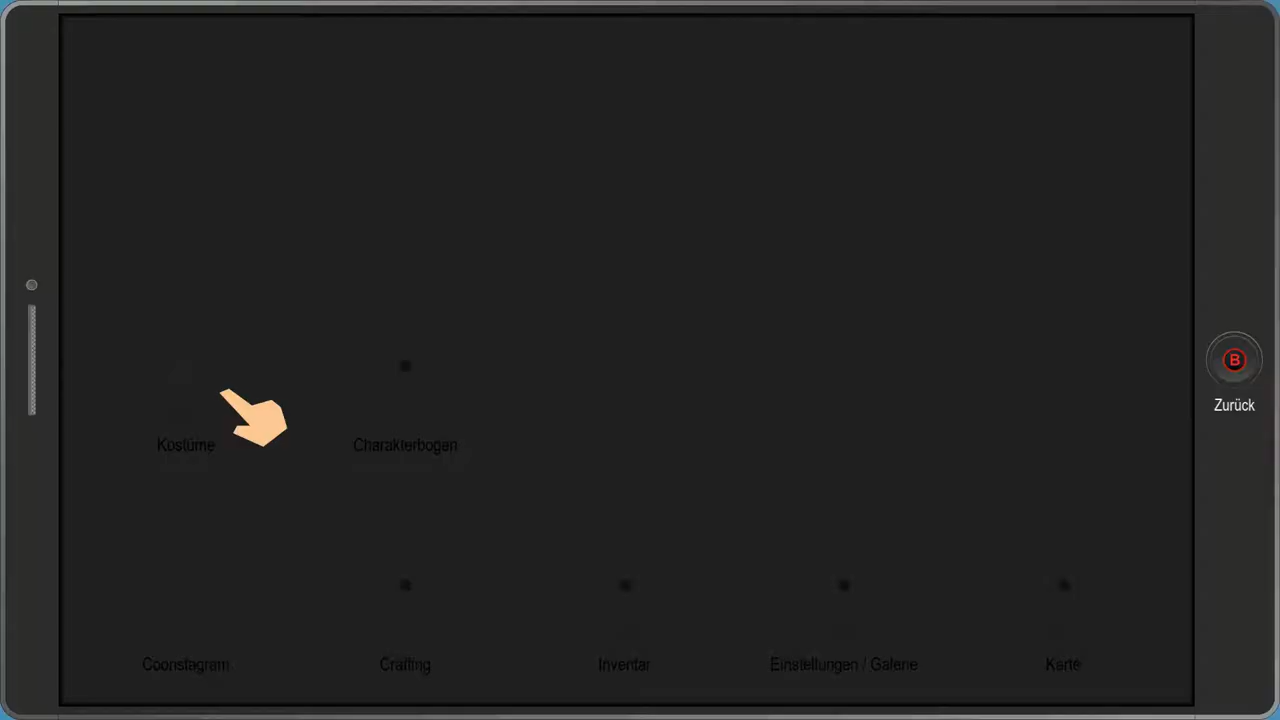 B
Zurück
Kostüme
Charakterbogen
Coonstagram
Crafting
Inventar
Einstellungen / Galerie
Karte